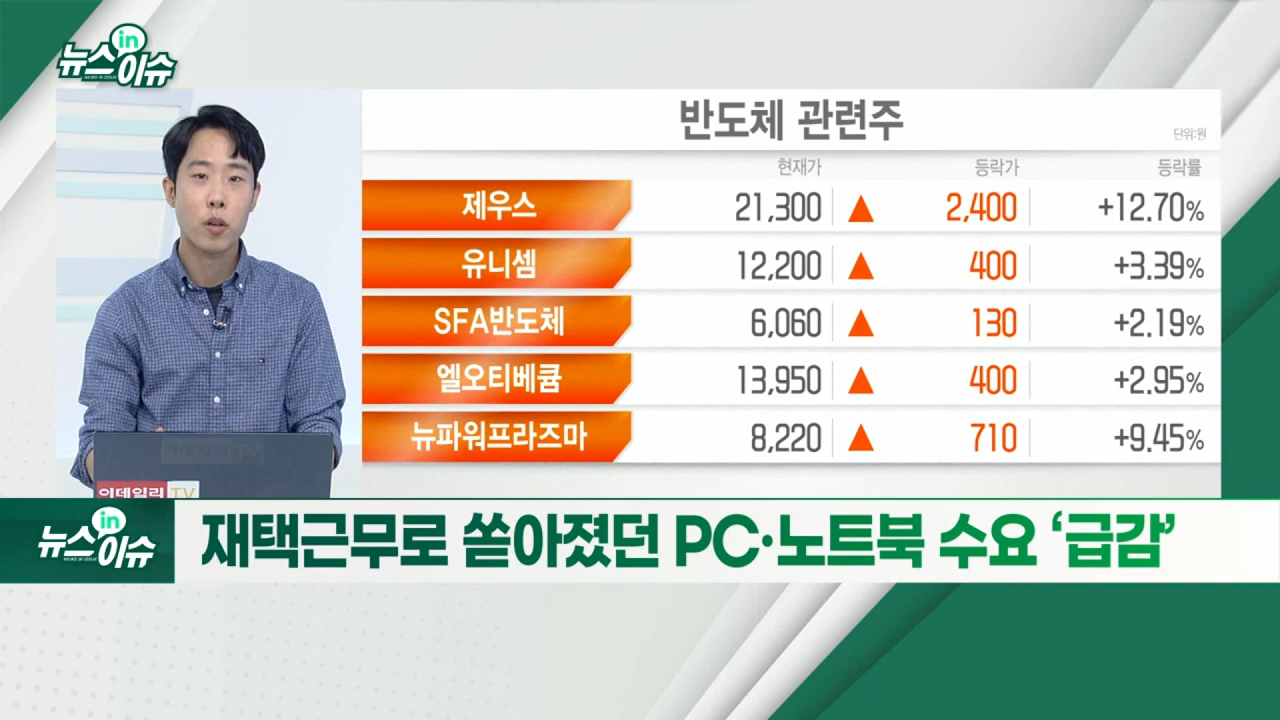 뉴스in이슈
반도체 관련주
단위:원
현재가 등락가 등락률
제우스 21,300 ▲ 2,400 +12.70%
유니셈 12,200 ▲ 400 +3.39%
SFA반도체 6,060 ▲ 130 +2.19%
엘오티베큠 13,950 ▲ 400 +2.95%
뉴파워프라즈마 8,220 ▲ 710 +9.45%
이데일리TV
뉴스in이슈
NEWS IN ISSUE
재택근무로 쏟아졌던 PC·노트북 수요 ‘급감’